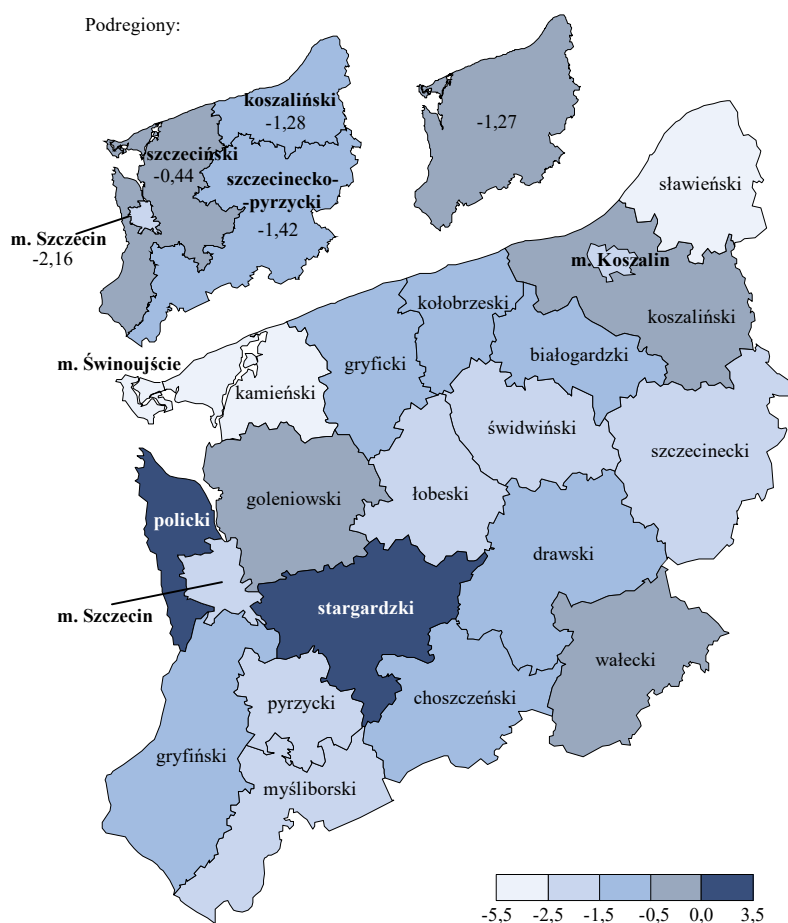 Podregiony:
koszaliński
-1,28
-1,27
szczeciński
-0,44
szczecinecko-
-pyrzycki
-1,42
m. Szczecin
-2,16
sławieński
m. Koszalin
koszaliński
kołobrzeski
białogardzki
gryficki
m. Świnoujście
kamieński
świdwiński
szczecinecki
łobeski
goleniowski
policki
drawski
stargardzki
m. Szczecin
wałecki
choszczeński
pyrzycki
gryfiński
myśliborski
-5,5 -2,5 -1,5 -0,5 0,0 3,5